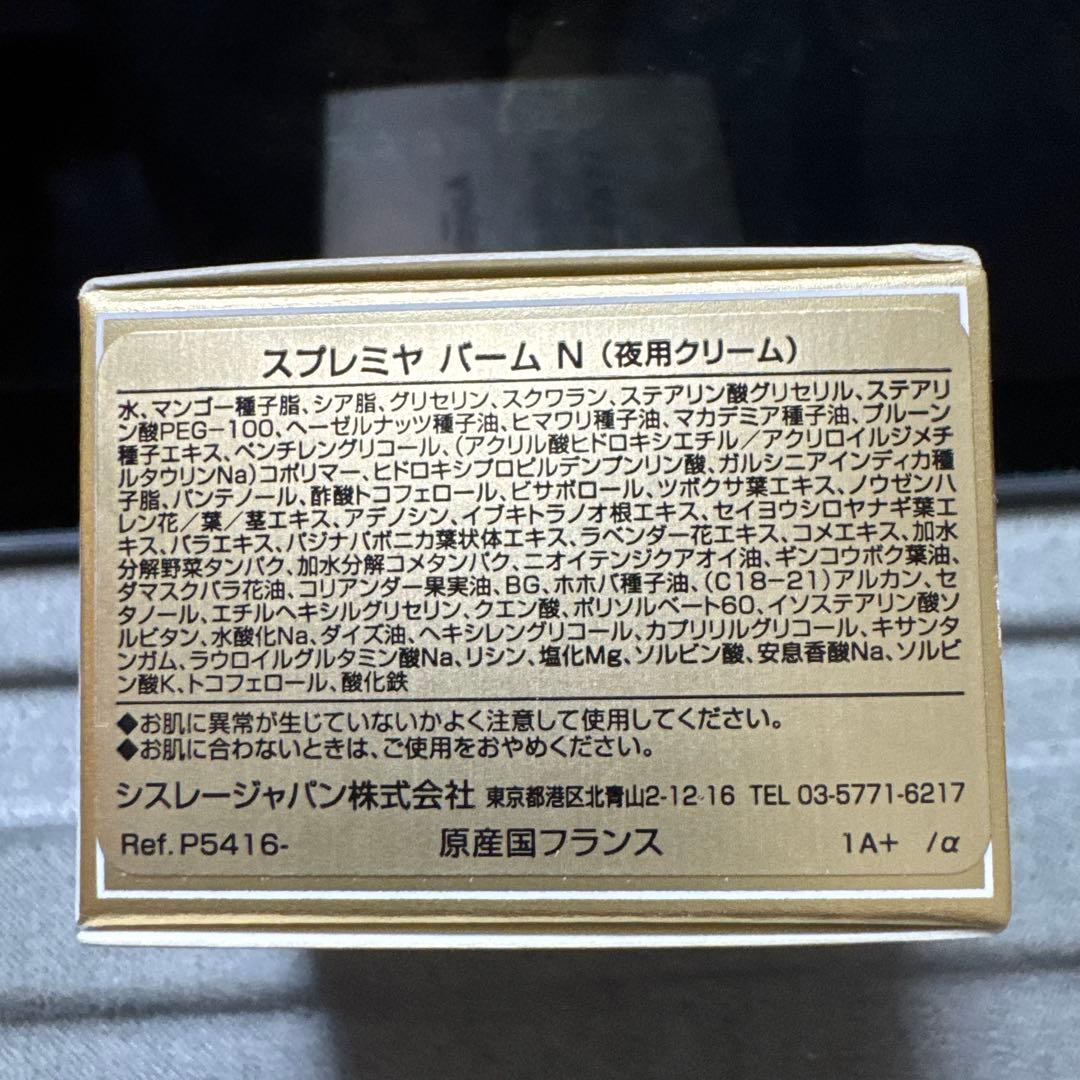 スプレミヤ バーム N（夜用クリーム）
水、マンゴー種子脂、シア脂、グリセリン、スクワラン、ステアリン酸グリセリル、ステアリ
ン酸PEG-100、ヘーゼルナッツ種子油、ヒマワリ種子油、マカデミア種子油、プルーン
種子エキス、ペンチレングリコール、（アクリル酸ヒドロキシエチル／アクリロイルジメチ
ルタウリンNa）コポリマー、ヒドロキシプロピルデンプンリン酸、ガルシニアインディカ種
子脂、パンテノール、酢酸トコフェロール、ビサボロール、ツボクサ葉エキス、ノウゼンハ
レン花／葉／茎エキス、アデノシン、イブキトラノオ根エキス、セイヨウシロヤナギ葉エ
キス、バラエキス、パジナパボニカ葉状体エキス、ラベンダー花エキス、コメエキス、加水
分解野菜タンパク、加水分解コメタンパク、ニオイテンジクアオイ油、ギンコウボク葉油、
ダマスクバラ花油、コリアンダー果実油、BG、ホホバ種子油、（C18-21）アルカン、セ
タノール、エチルヘキシルグリセリン、クエン酸、ポリソルベート60、イソステアリン酸ソ
ルビタン、水酸化Na、ダイズ油、ヘキシレングリコール、カプリリルグリコール、キサンタ
ンガム、ラウロイルグルタミン酸Na、リシン、塩化Mg、ソルビン酸、安息香酸Na、ソルビ
ン酸K、トコフェロール、酸化鉄
◆お肌に異常が生じていないかよく注意して使用してください。
◆お肌に合わないときは、ご使用をおやめください。
シスレージャパン株式会社 東京都港区北青山2-12-16 TEL 03-5771-6217
Ref. P5416- 原産国フランス 1A+ /α